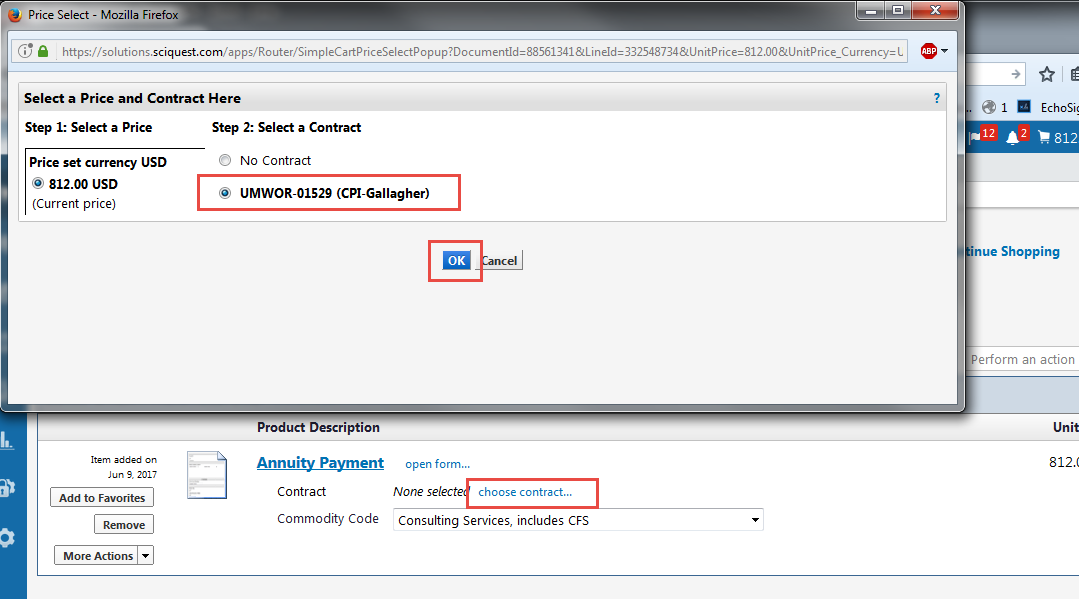 Price Select - Mozilla Firefox
https://solutions.sciquest.com/apps/Router/SimpleCartPriceSelectPopup?DocumentId=88561341&LineId=332548734&UnitPrice=812.00&UnitPrice_Currency=U
ABP
Select a Price and Contract Here
?
Step 1: Select a Price
Step 2: Select a Contract
Price set currency USD
812.00 USD
(Current price)
No Contract
UMWOR-01529 (CPI-Gallagher)
OK
Cancel
1
EchoSig
12
2
812
tinue Shopping
Perform an action
Product Description
Unit
Item added on
Jun 9, 2017
Add to Favorites
Remove
More Actions
Annuity Payment
open form...
812.0
Contract
None selected
choose contract...
Commodity Code
Consulting Services, includes CFS